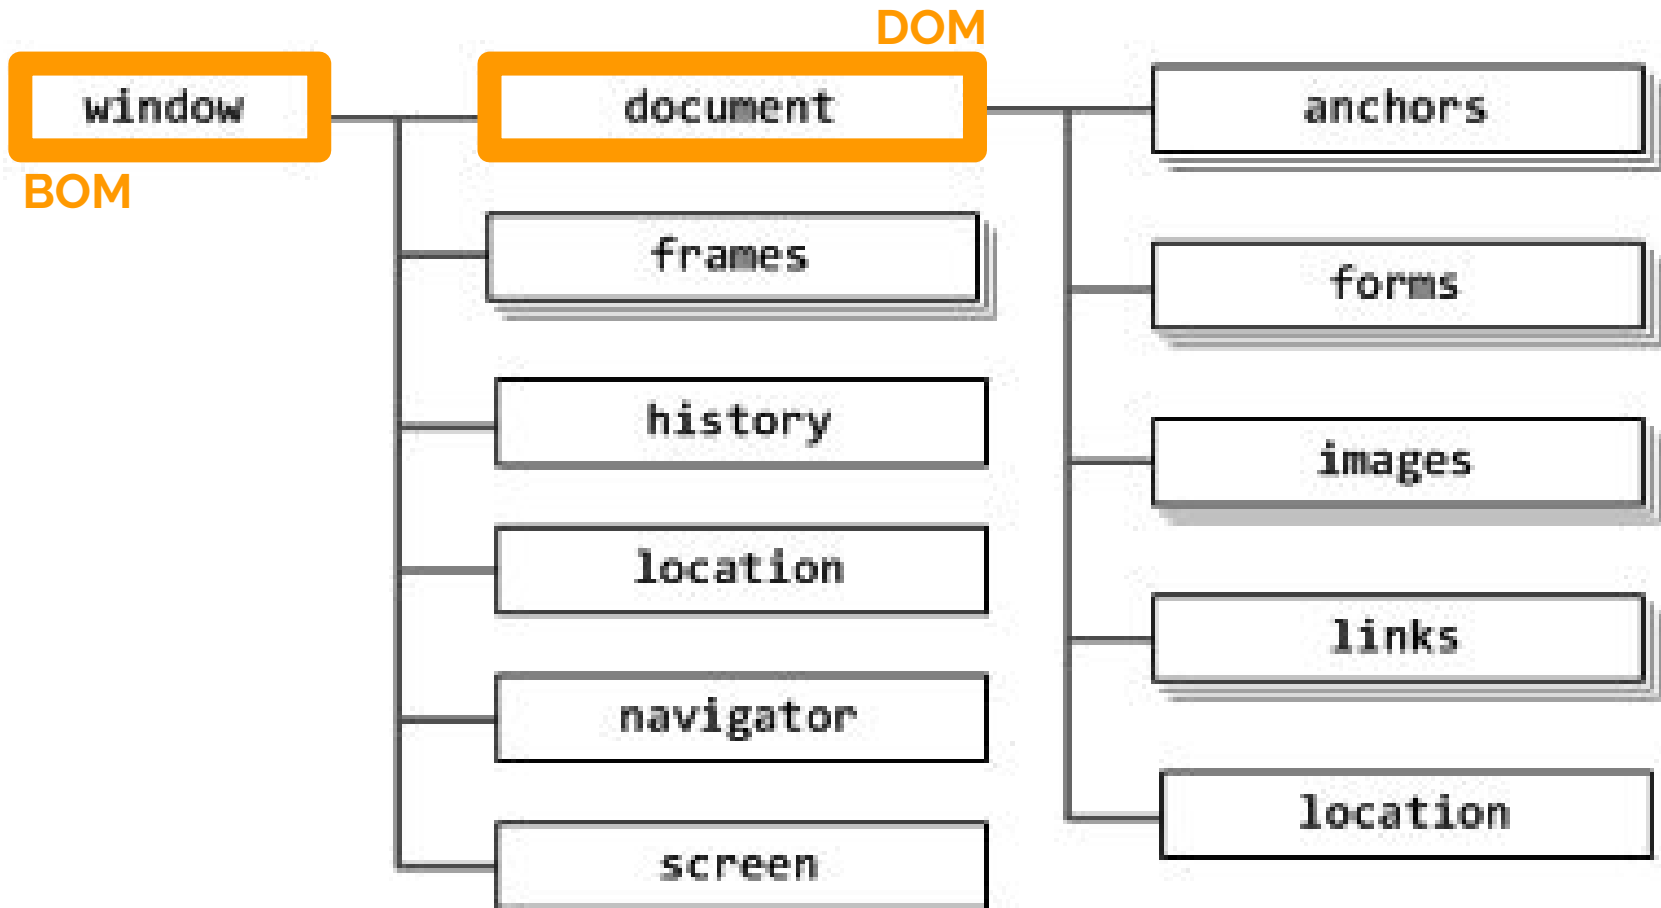 DOM
window
document
anchors
BOM
frames
forms
history
images
location
links
navigator
location
screen